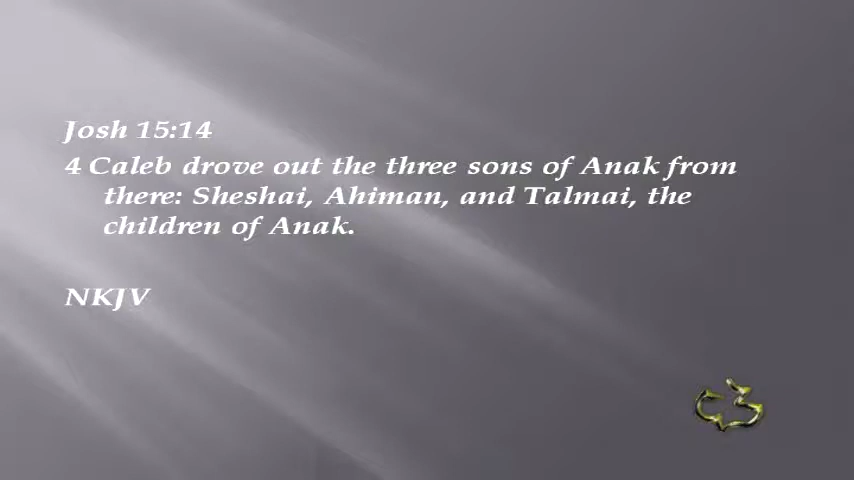 Josh 15:14
4 Caleb drove out the three sons of Anak from
there: Sheshai, Ahiman, and Talmai, the
children of Anak.
NKJV